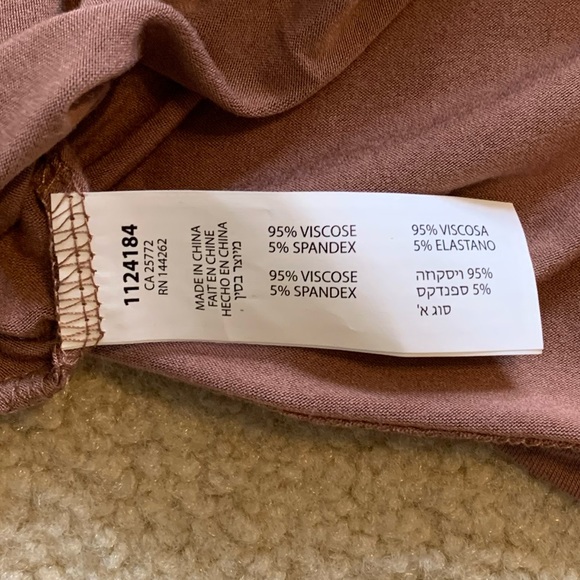 1124184
CA 25772
RN 144262
MADE IN CHINA
FAIT EN CHINE
HECHO EN CHINA
מיוצר בסין
95% VISCOSE
5% SPANDEX
95% VISCOSE
5% SPANDEX
95% VISCOSA
5% ELASTANO
95% ויסקוזה
5% ספנדקס
סוג א'